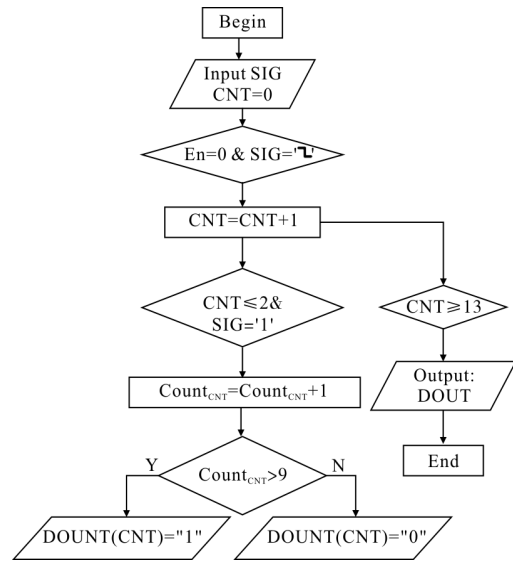 Begin
Input SIG
CNT=0
En=0 & SIG=' '
CNT=CNT+1
CNT≤2&
SIG='1'
CNT≥13
Output:
DOUT
End
Count_CNT=Count_CNT+1
Count_CNT>9
Y
N
DOUNT(CNT)="1"
DOUNT(CNT)="0"